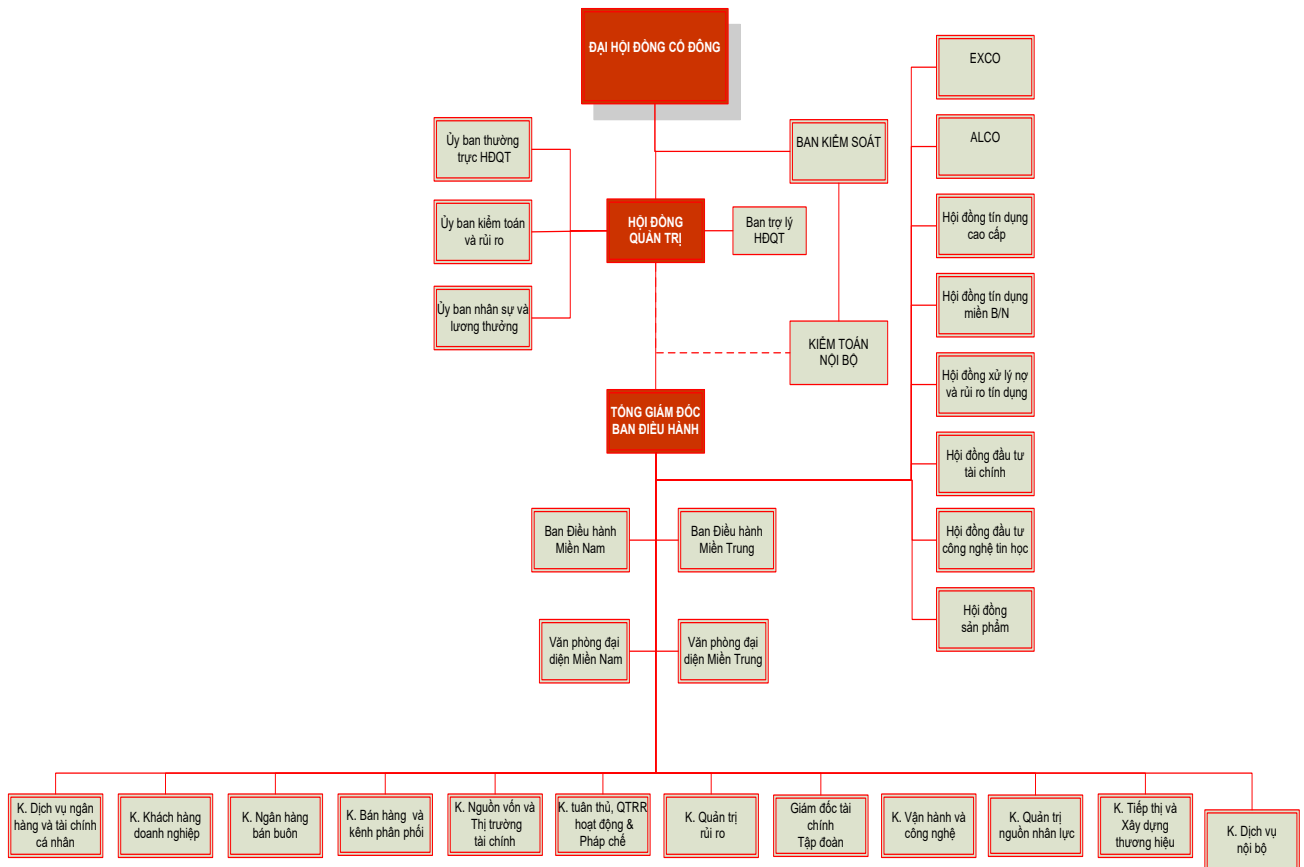 ĐẠI HỘI ĐỒNG CỔ ĐÔNG
EXCO
Ủy ban thường
trực HĐQT
BAN KIỂM SOÁT
ALCO
Ủy ban kiểm toán
và rủi ro
HỘI ĐỒNG
QUẢN TRỊ
Ban trợ lý
HĐQT
Hội đồng tín dụng
cao cấp
Ủy ban nhân sự và
lương thưởng
Hội đồng tín dụng
miền B/N
KIỂM TOÁN
NỘI BỘ
Hội đồng xử lý nợ
và rủi ro tín dụng
TỔNG GIÁM ĐỐC
BAN ĐIỀU HÀNH
Hội đồng đầu tư
tài chính
Ban Điều hành
Miền Nam
Ban Điều hành
Miền Trung
Hội đồng đầu tư
công nghệ tin học
Hội đồng
sản phẩm
Văn phòng đại
diện Miền Nam
Văn phòng đại
diện Miền Trung
K. Dịch vụ ngân
hàng và tài chính
cá nhân
K. Khách hàng
doanh nghiệp
K. Ngân hàng
bán buôn
K. Bán hàng và
kênh phân phối
K. Nguồn vốn và
Thị trường
tài chính
K. tuân thủ, QTRR
hoạt động &
Pháp chế
K. Quản trị
rủi ro
Giám đốc tài
chính
Tập đoàn
K. Vận hành và
công nghệ
K. Quản trị
nguồn nhân lực
K. Tiếp thị và
Xây dựng
thương hiệu
K. Dịch vụ
nội bộ